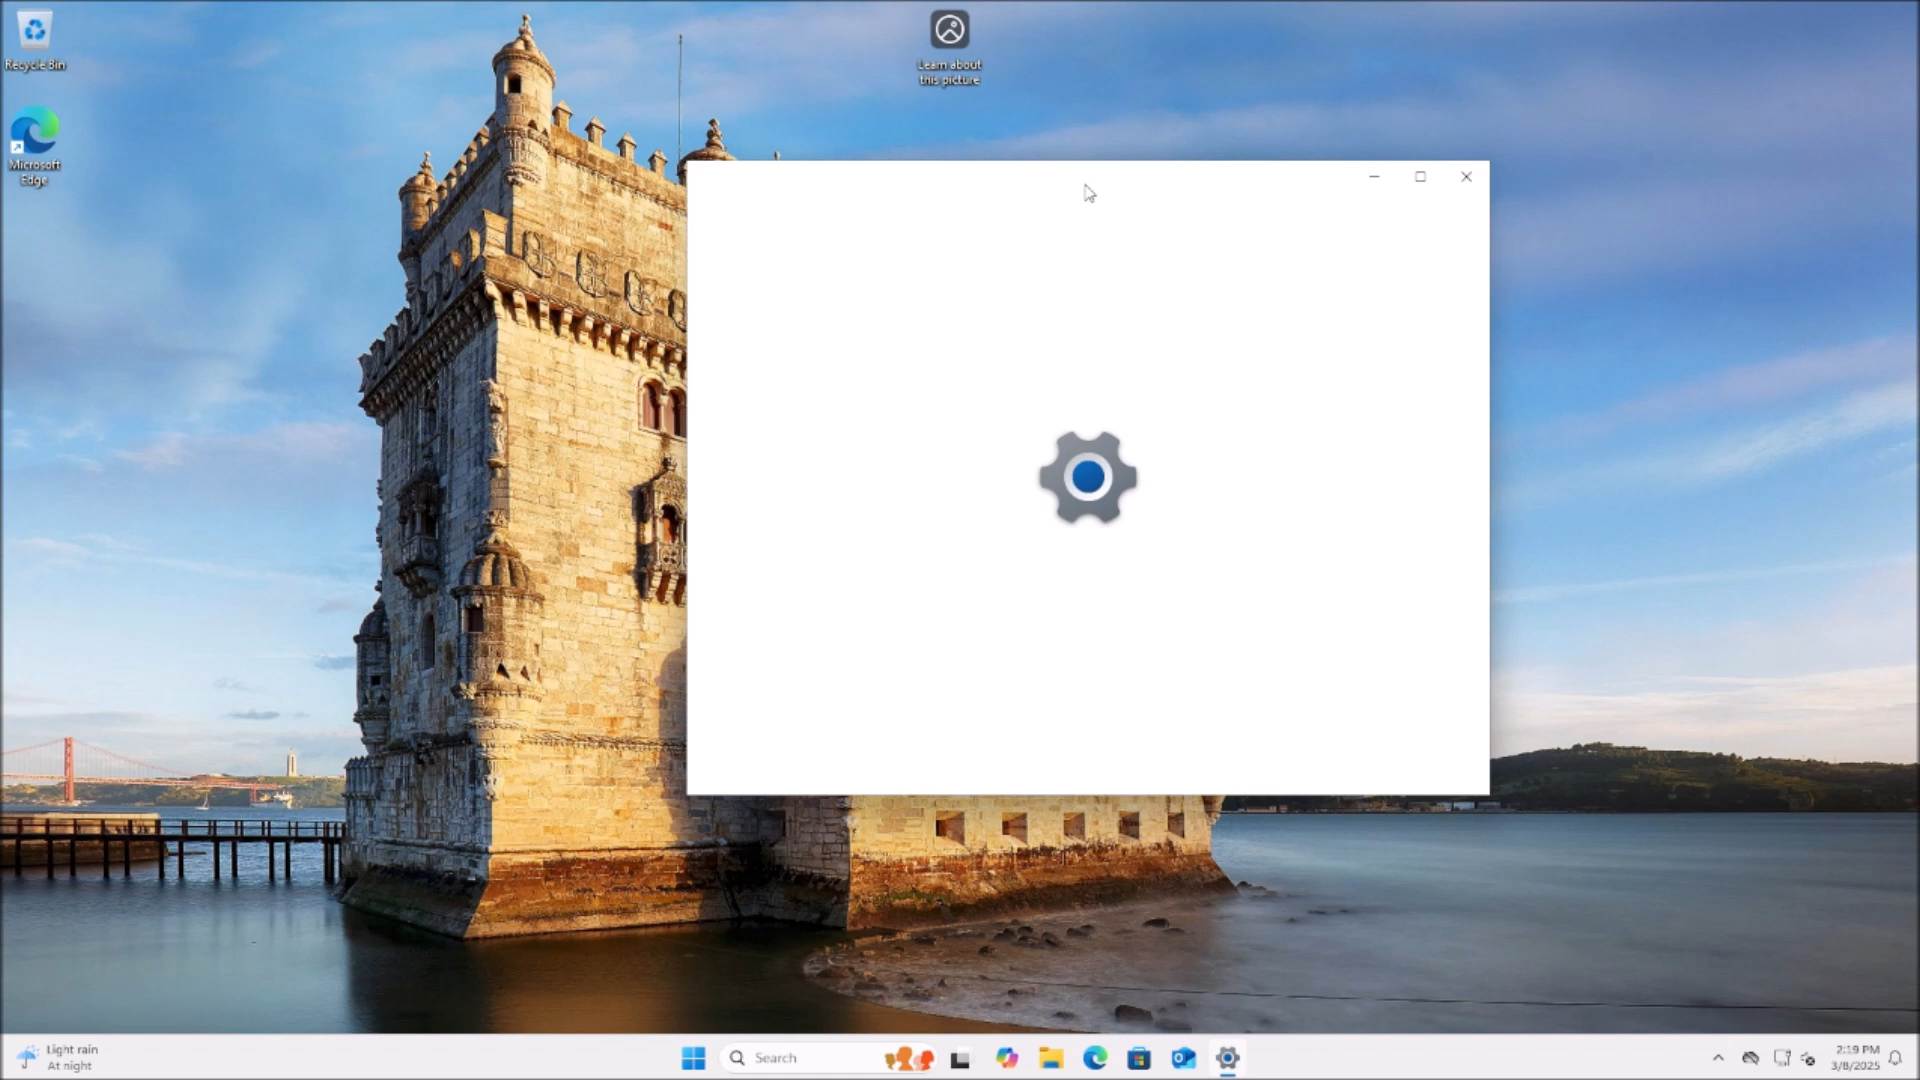 Recycle Bin
Learn about
this picture
Microsoft
Edge
Light rain
At night
Search
2:19 PM
3/8/2025